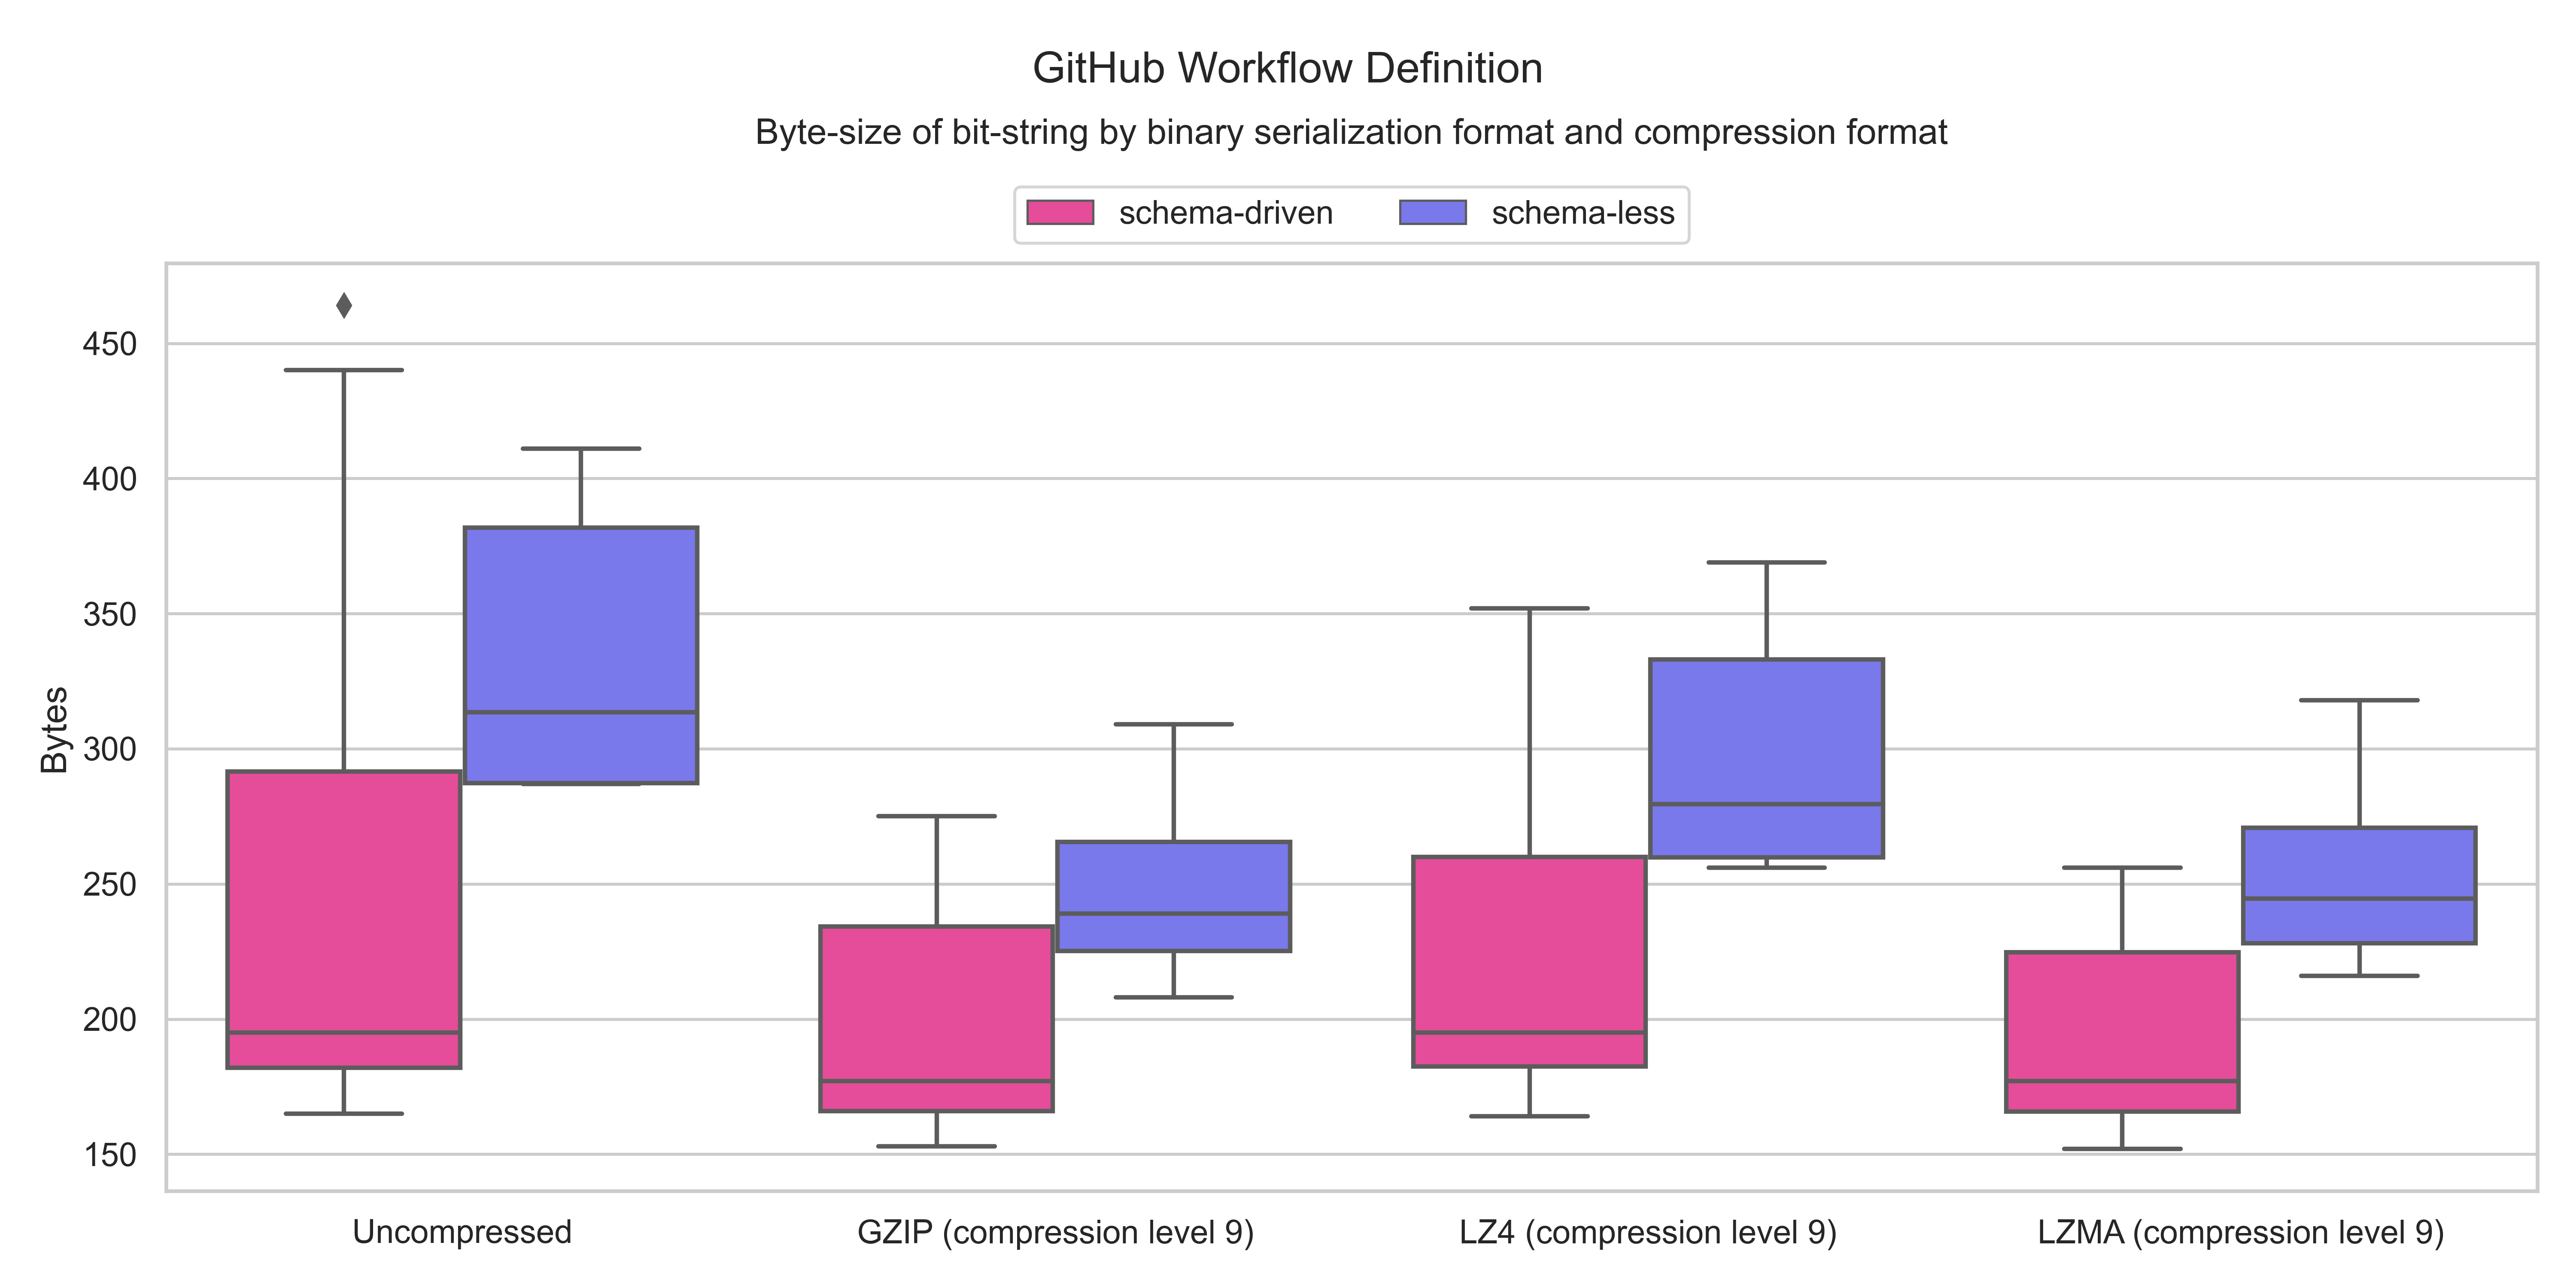 GitHub Workflow Definition
Byte-size of bit-string by binary serialization format and compression format
schema-driven schema-less
450
400
350
300
250
200
150
Bytes
Uncompressed GZIP (compression level 9) LZ4 (compression level 9) LZMA (compression level 9)